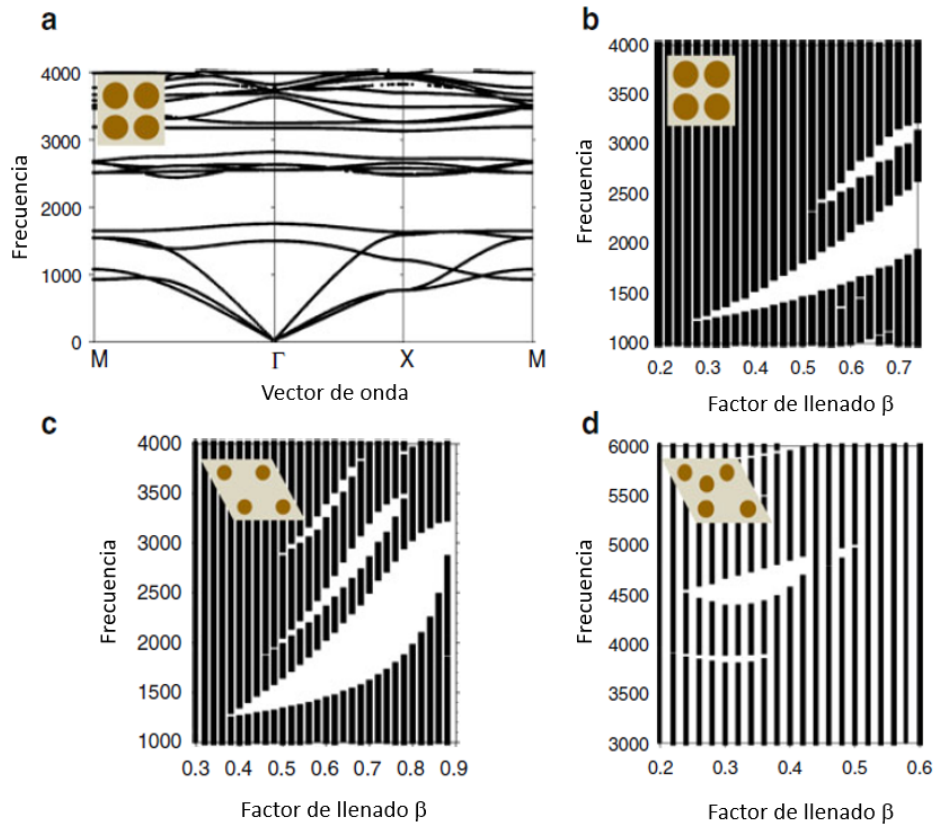 a
4000
3000
2000
1000
0
Frecuencia
M Γ X M
Vector de onda
b
4000
3500
3000
2500
2000
1500
1000
Frecuencia
0.2 0.3 0.4 0.5 0.6 0.7
Factor de llenado β
c
4000
3500
3000
2500
2000
1500
1000
Frecuencia
0.3 0.4 0.5 0.6 0.7 0.8 0.9
Factor de llenado β
d
6000
5500
5000
4500
4000
3500
3000
Frecuencia
0.2 0.3 0.4 0.5 0.6
Factor de llenado β